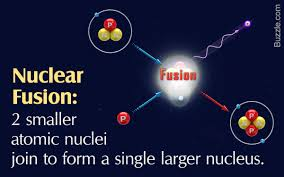 Buzzle.com
Nuclear
Fusion:
2 smaller
atomic nuclei
join to form a single larger nucleus.
Fusion
P
P
P
P